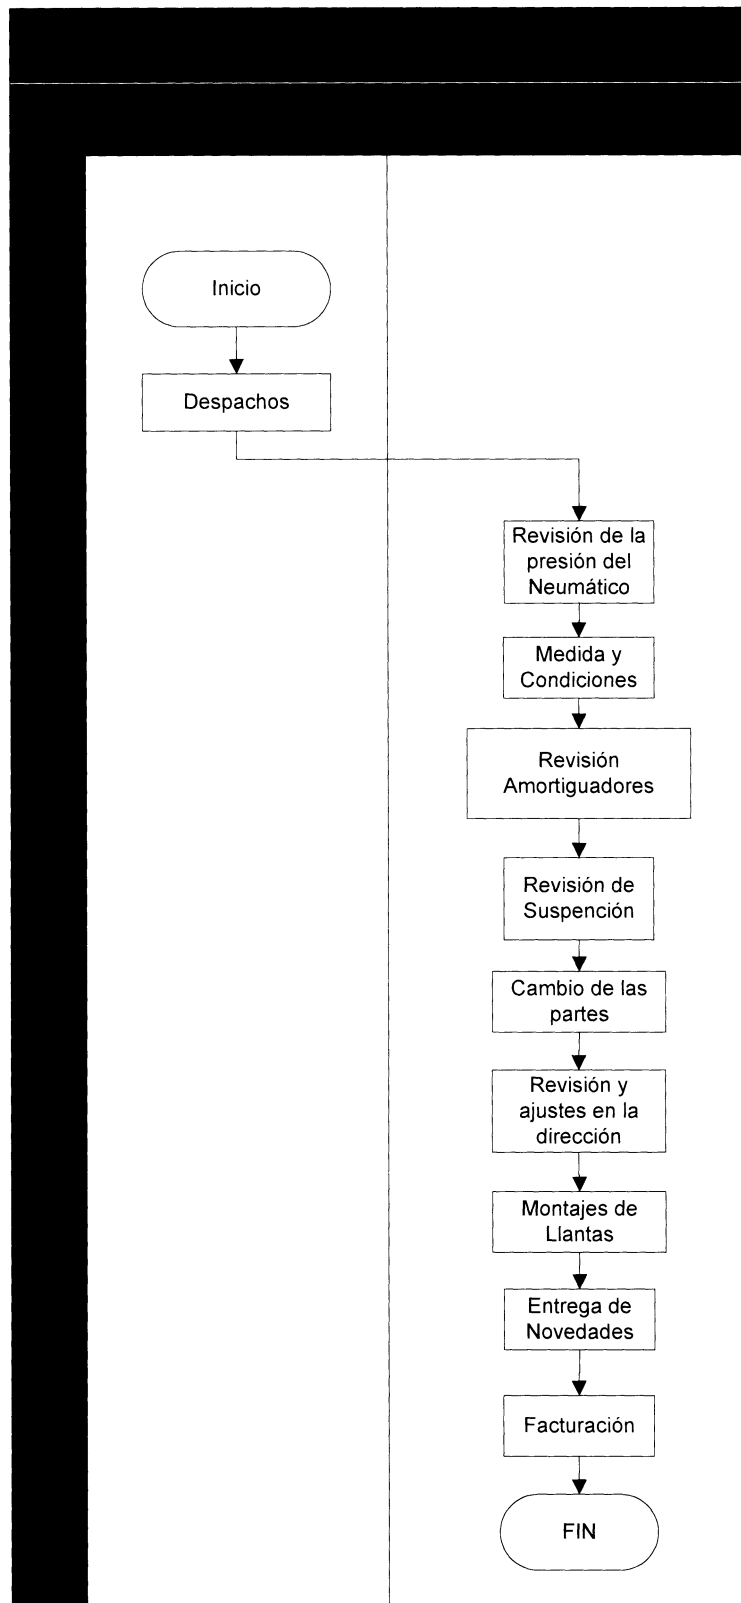 Inicio
Despachos
Revisión de la
presión del
Neumático
Medida y
Condiciones
Revisión
Amortiguadores
Revisión de
Suspención
Cambio de las
partes
Revisión y
ajustes en la
dirección
Montajes de
Llantas
Entrega de
Novedades
Facturación
FIN